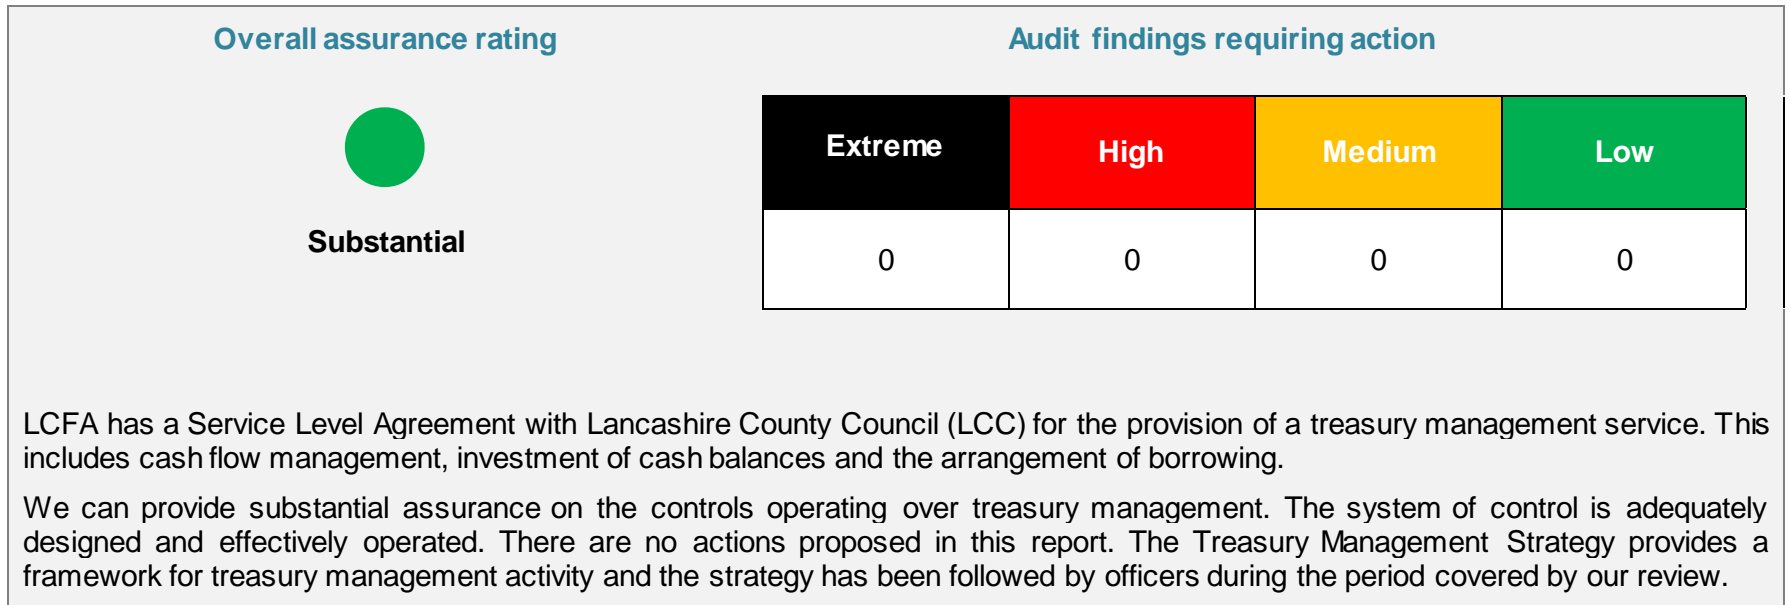 Overall assurance rating
Audit findings requiring action
Extreme High Medium Low
Substantial
0 0 0 0
LCFA has a Service Level Agreement with Lancashire County Council (LCC) for the provision of a treasury management service. This
includes cash flow management, investment of cash balances and the arrangement of borrowing.
We can provide substantial assurance on the controls operating over treasury management. The system of control is adequately
designed and effectively operated. There are no actions proposed in this report. The Treasury Management Strategy provides a
framework for treasury management activity and the strategy has been followed by officers during the period covered by our review.